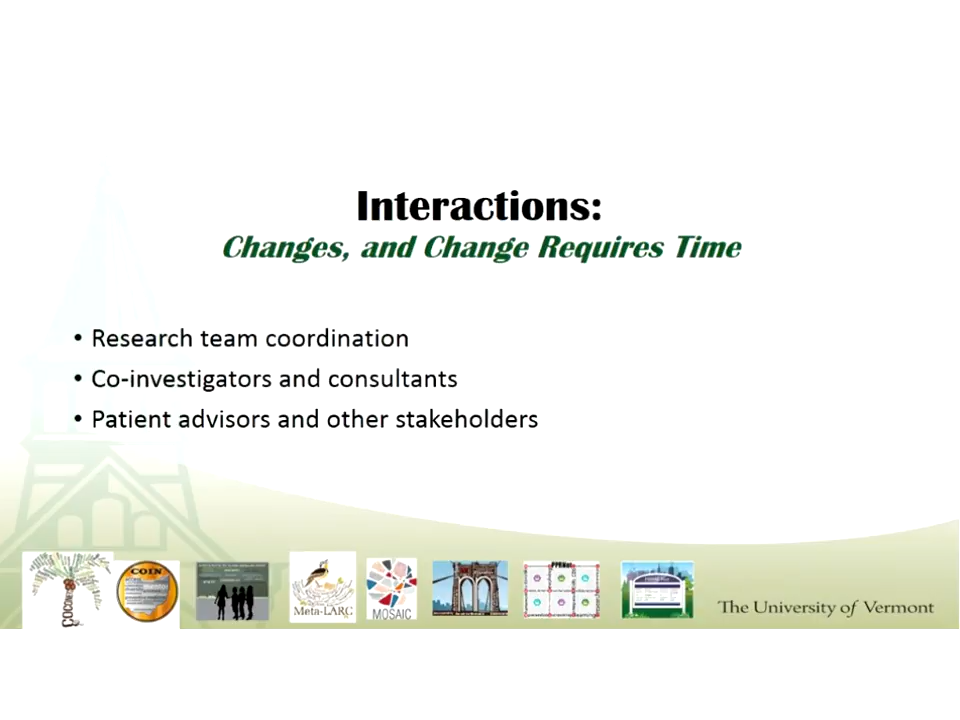 Interactions:
Changes, and Change Requires Time
• Research team coordination
• Co-investigators and consultants
• Patient advisors and other stakeholders
COIN
Meta-LARC
MOSAIC
The University of Vermont